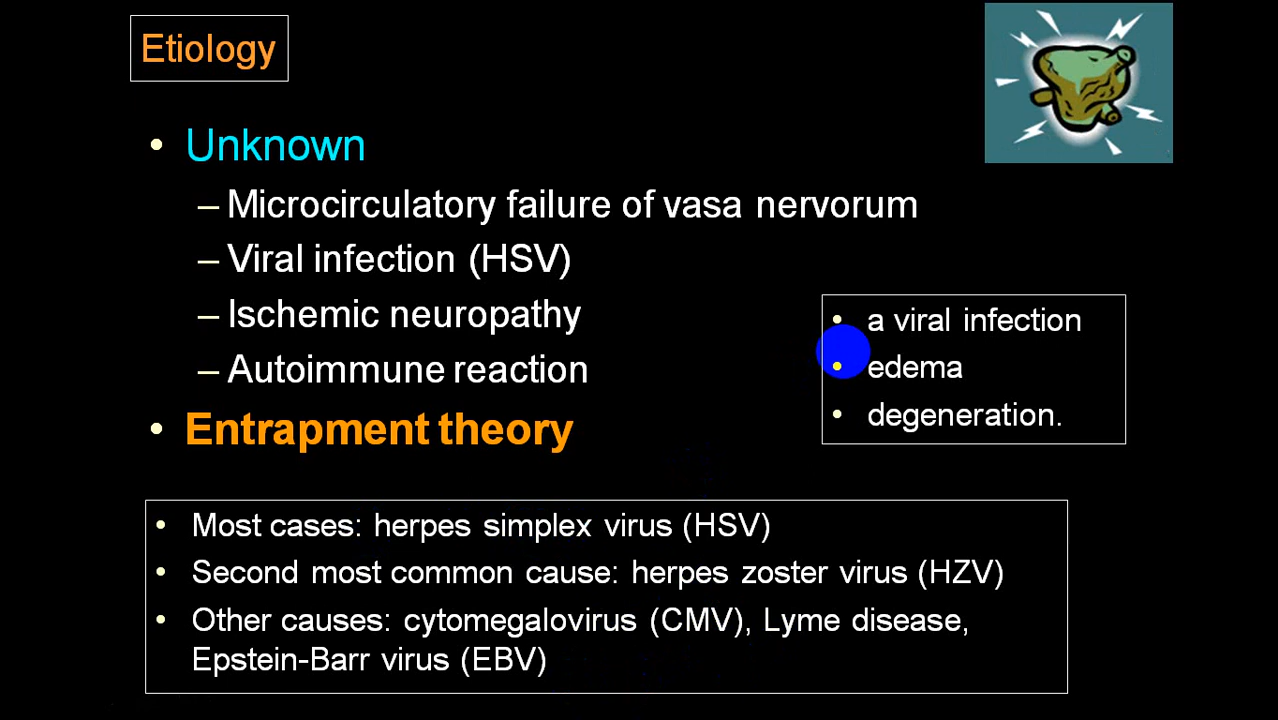 Etiology
• Unknown
– Microcirculatory failure of vasa nervorum
– Viral infection (HSV)
– Ischemic neuropathy
– Autoimmune reaction
• Entrapment theory
• a viral infection
• edema
• degeneration.
• Most cases: herpes simplex virus (HSV)
• Second most common cause: herpes zoster virus (HZV)
• Other causes: cytomegalovirus (CMV), Lyme disease,
Epstein-Barr virus (EBV)